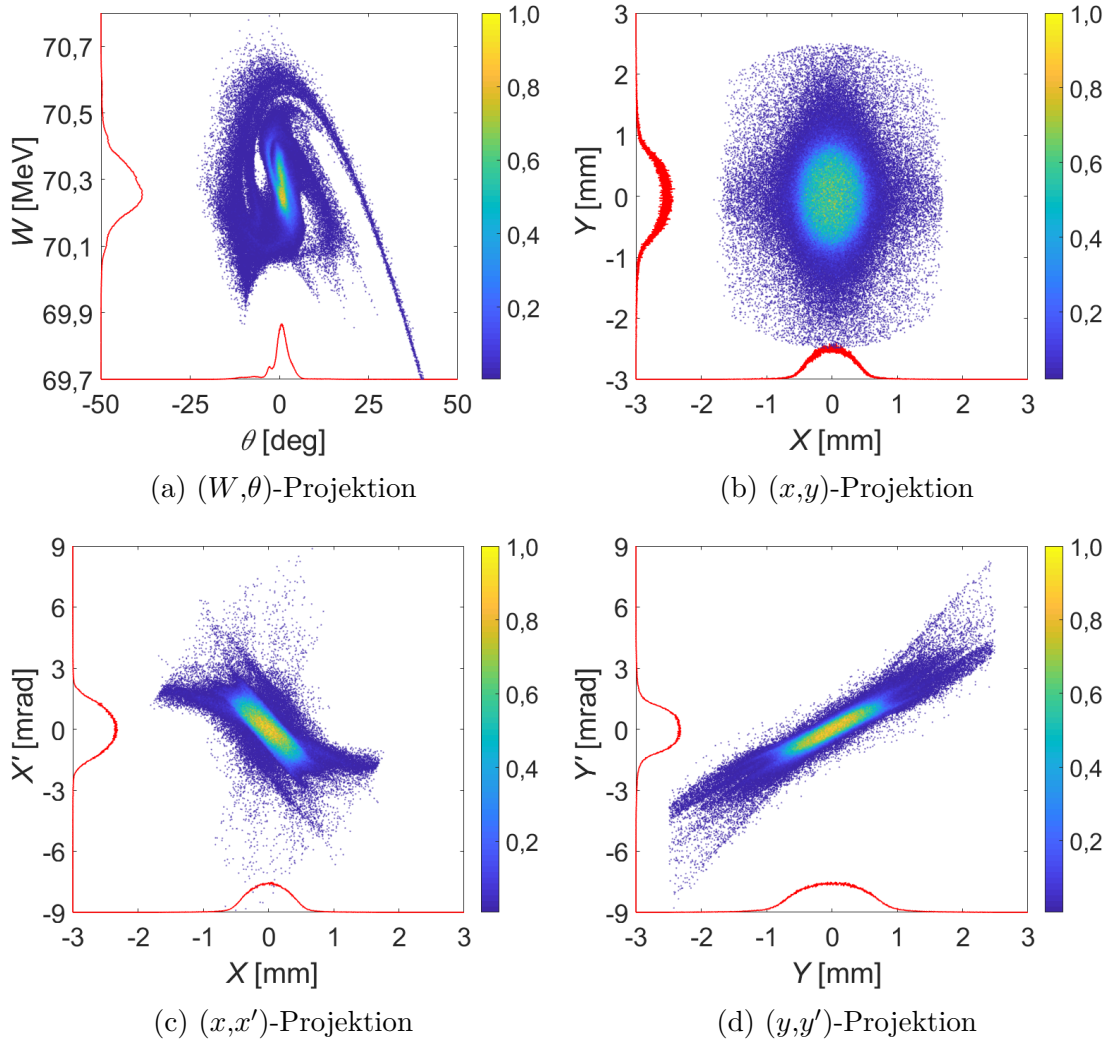 70,7
70,5
70,3
70,1
69,9
69,7
W [MeV]
-50 -25 0 25 50
θ [deg]
1,0
0,8
0,6
0,4
0,2
(a) (W,θ)-Projektion
3
2
1
0
-1
-2
-3
Y [mm]
-3 -2 -1 0 1 2 3
X [mm]
1,0
0,8
0,6
0,4
0,2
(b) (x,y)-Projektion
9
6
3
0
-3
-6
-9
X' [mrad]
-3 -2 -1 0 1 2 3
X [mm]
1,0
0,8
0,6
0,4
0,2
(c) (x,x′)-Projektion
9
6
3
0
-3
-6
-9
Y' [mrad]
-3 -2 -1 0 1 2 3
Y [mm]
1,0
0,8
0,6
0,4
0,2
(d) (y,y′)-Projektion